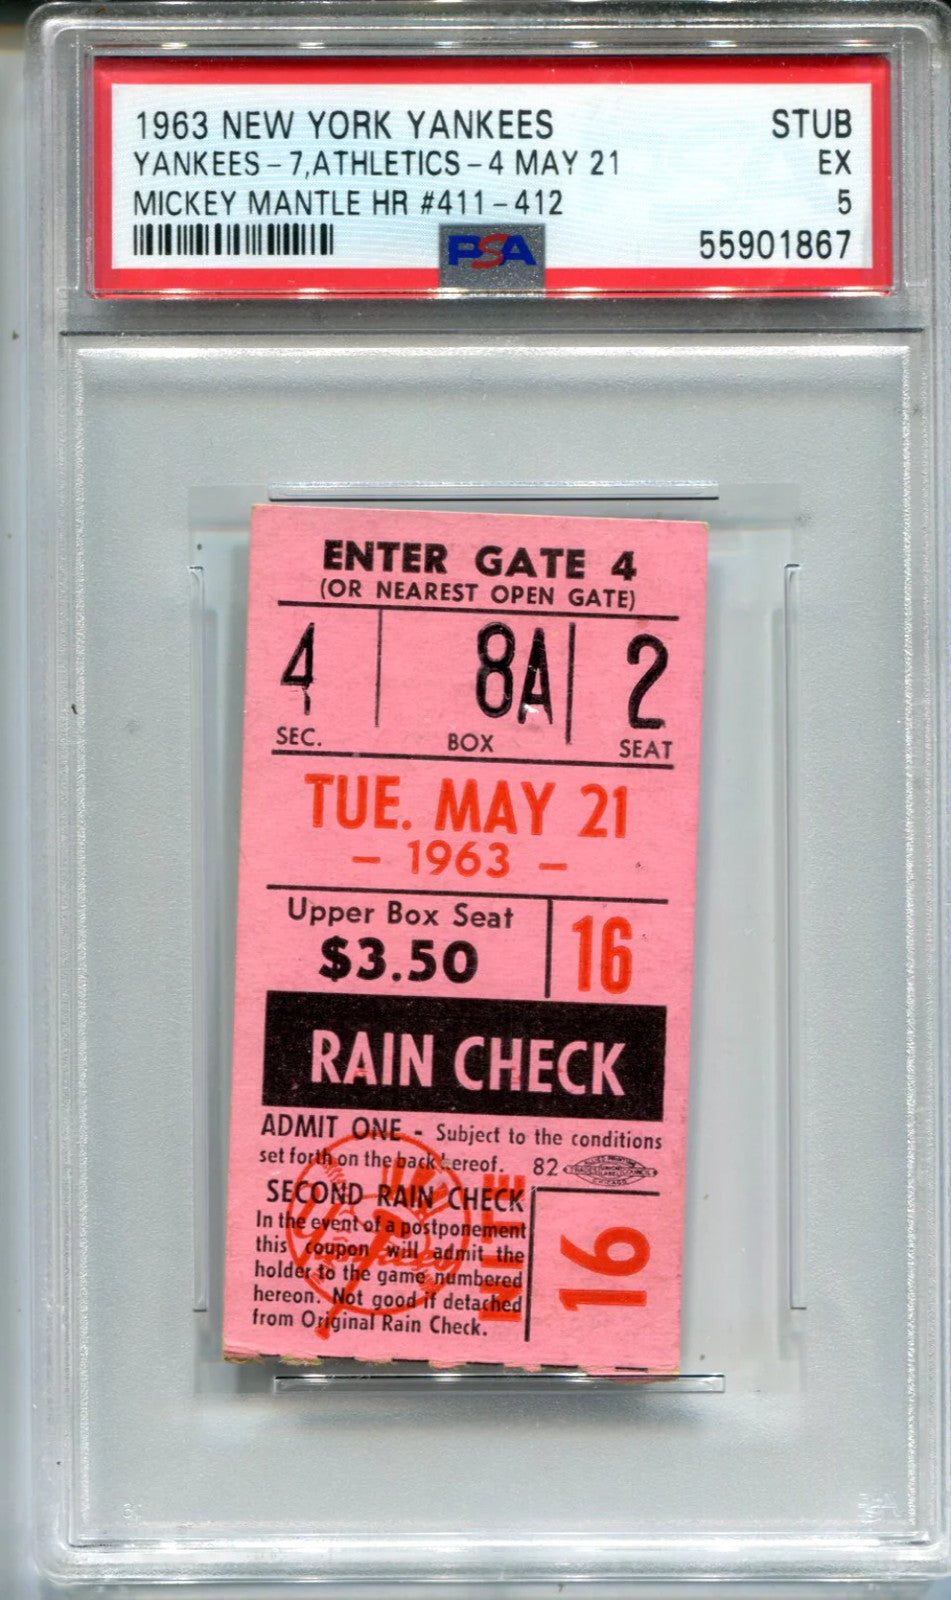 1963 NEW YORK YANKEES STUB
YANKEES-7,ATHLETICS-4 MAY 21 EX
MICKEY MANTLE HR #411-412 5
PSA 55901867
ENTER GATE 4
(OR NEAREST OPEN GATE)
4 8A 2
SEC. BOX SEAT
TUE. MAY 21
- 1963 -
Upper Box Seat
$3.50 16
RAIN CHECK
ADMIT ONE - Subject to the conditions
set forth on the back hereof. 82
SECOND RAIN CHECK
In the event of a postponement
this coupon will admit the
holder to the game numbered
hereon. Not good if detached
from Original Rain Check.
Yankees
16